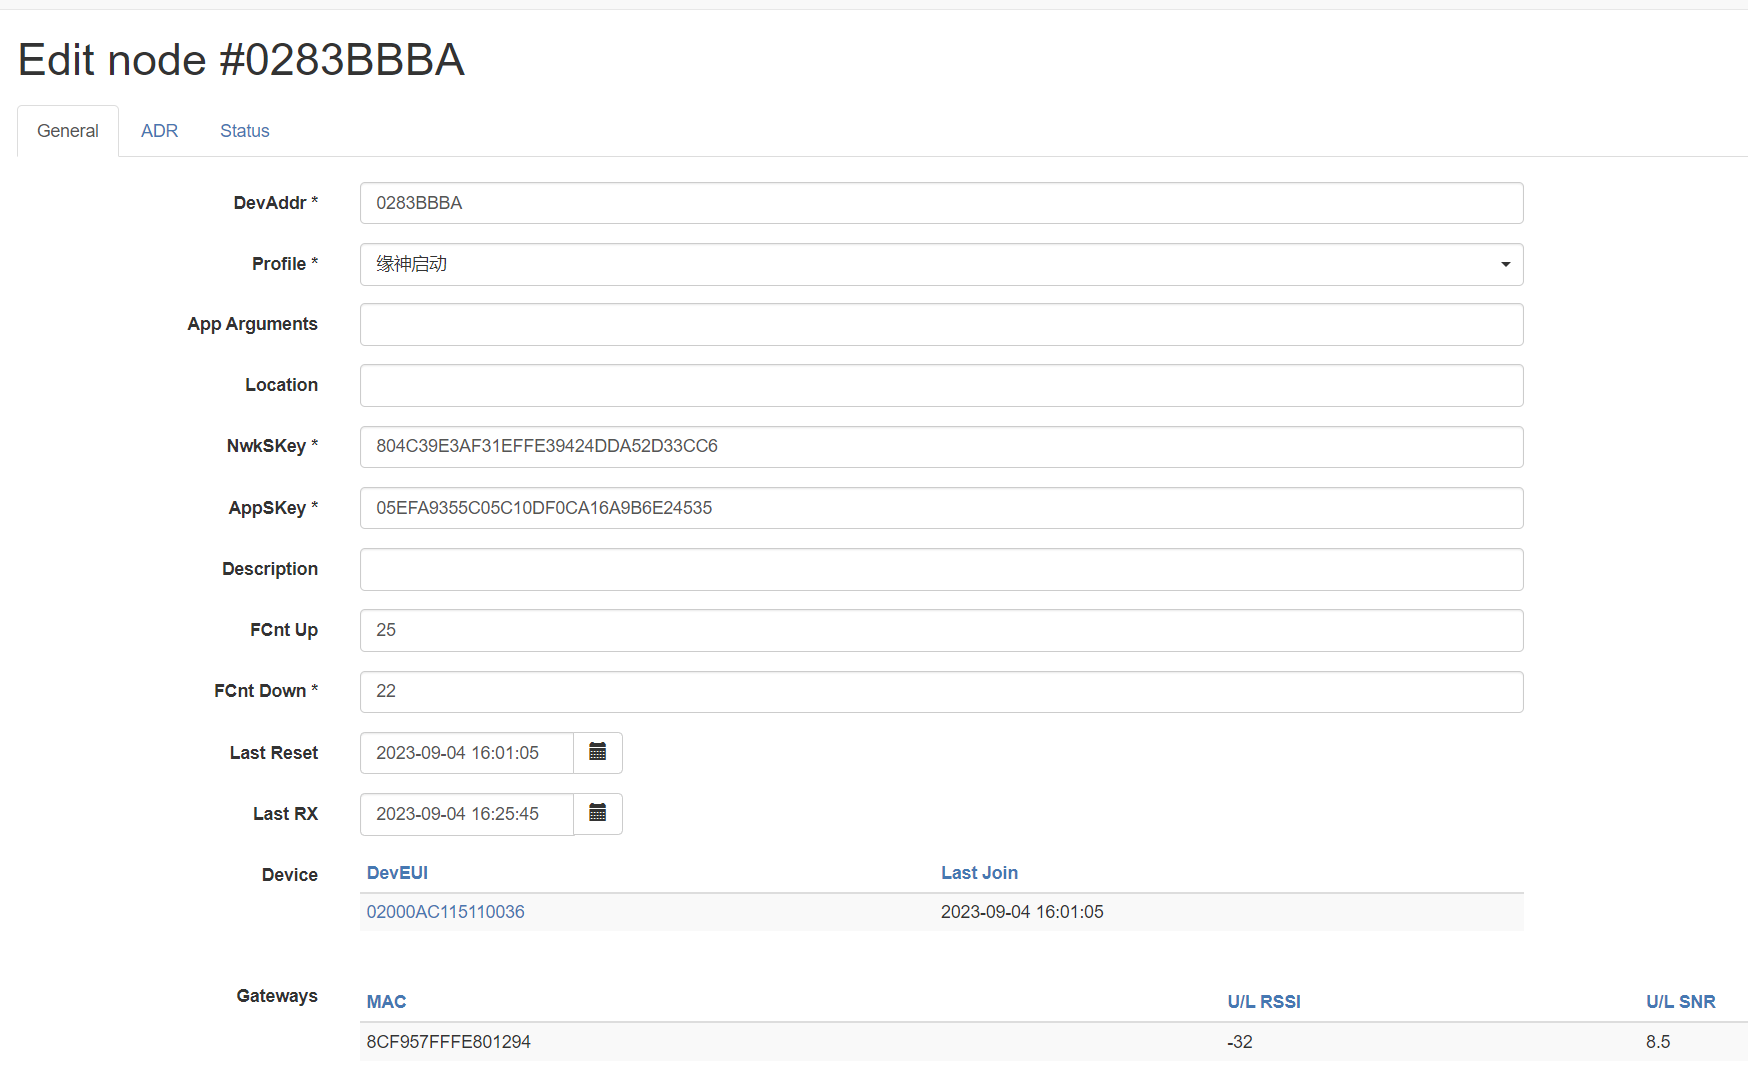 Edit node #0283BBBA
General ADR Status
DevAddr * 0283BBBA
Profile * 缘神启动
App Arguments
Location
NwkSKey * 804C39E3AF31EFFE39424DDA52D33CC6
AppSKey * 05EFA9355C05C10DF0CA16A9B6E24535
Description
FCnt Up 25
FCnt Down * 22
Last Reset 2023-09-04 16:01:05
Last RX 2023-09-04 16:25:45
Device DevEUI Last Join
02000AC115110036 2023-09-04 16:01:05
Gateways MAC U/L RSSI U/L SNR
8CF957FFFE801294 -32 8.5